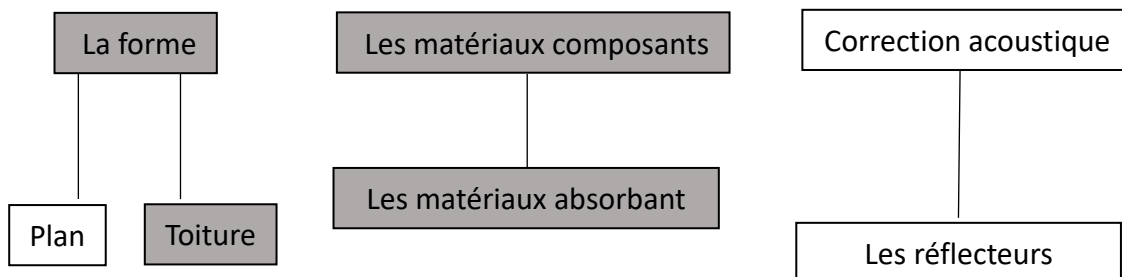 La forme
Les matériaux composants
Correction acoustique
Les matériaux absorbant
Plan
Toiture
Les réflecteurs